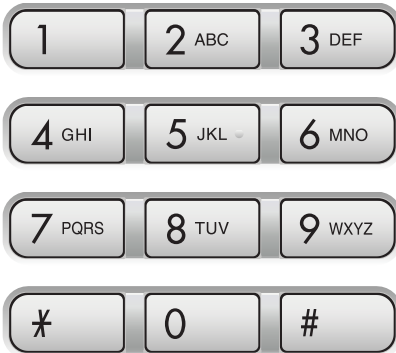 1 2 ABC 3 DEF
4 GHI 5 JKL 6 MNO
7 PQRS 8 TUV 9 WXYZ
* 0 #